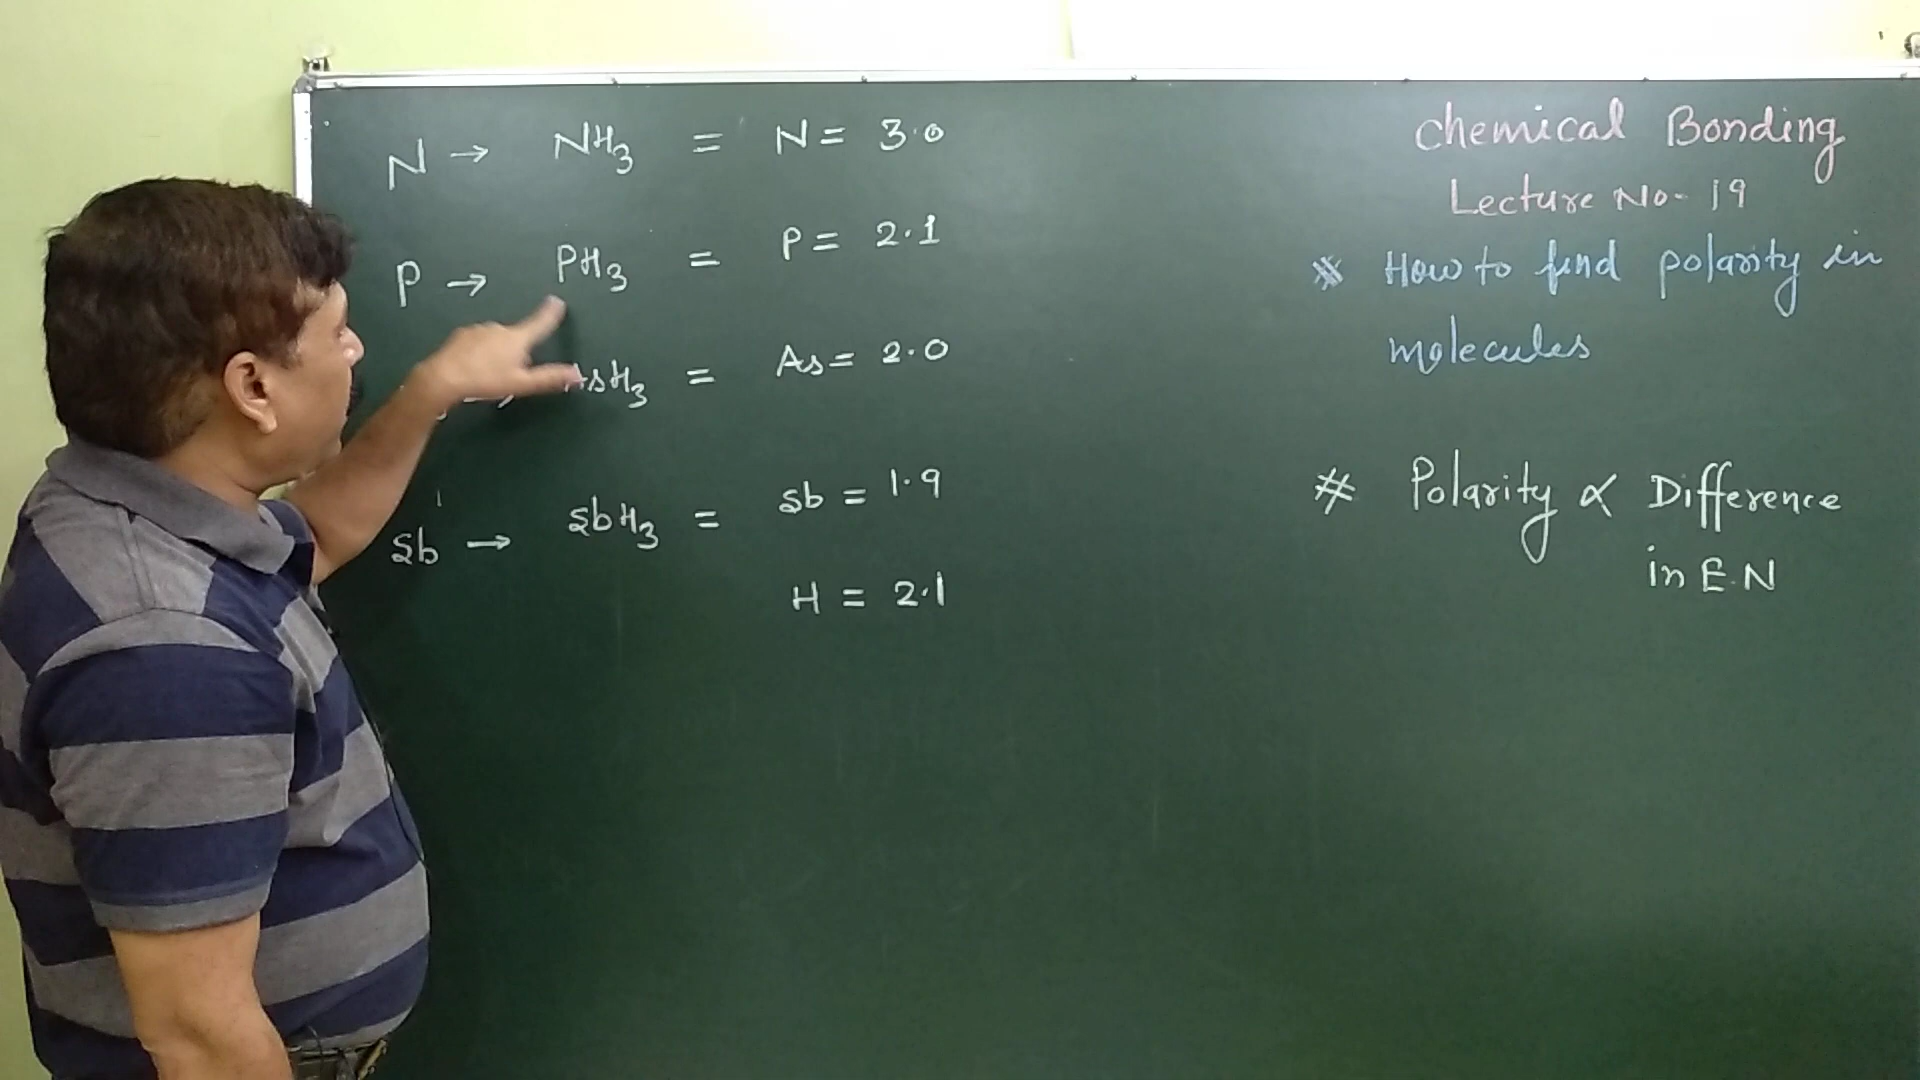 N → NH3 = N = 3.0
P → PH3 = P = 2.1
→ AsH3 = As = 2.0
Sb → SbH3 = Sb = 1.9
H = 2.1
Chemical Bonding
Lecture No- 19
* How to find polarity in
molecules
# Polarity ∝ Difference
in E.N